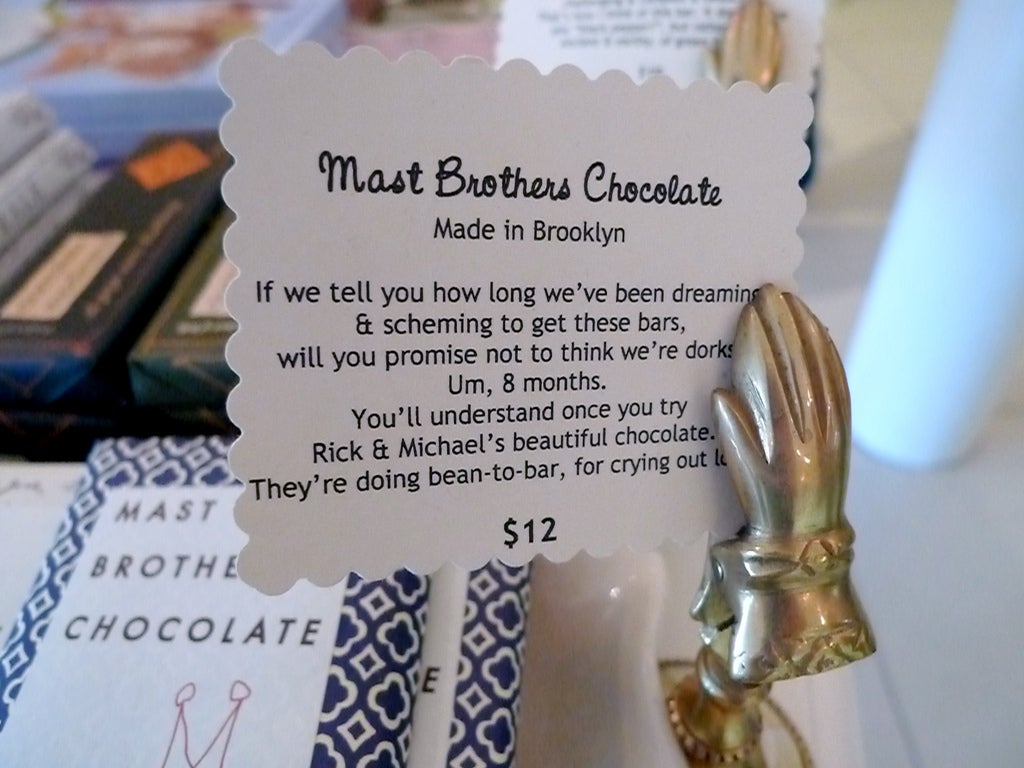 Mast Brothers Chocolate
Made in Brooklyn
If we tell you how long we've been dreaming
& scheming to get these bars,
will you promise not to think we're dorks
Um, 8 months.
You'll understand once you try
Rick & Michael's beautiful chocolate.
They're doing bean-to-bar, for crying out
$12
MAST
BROTHE
CHOCOLATE
E